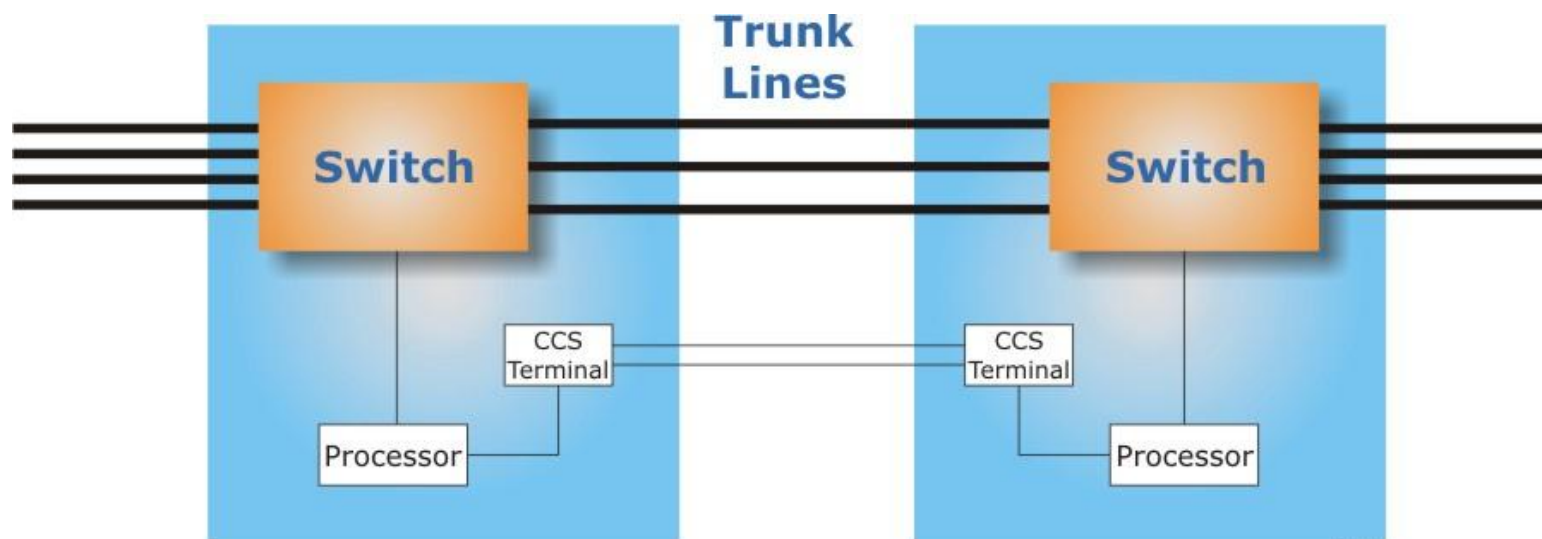 Trunk
Lines
Switch
Switch
CCS
Terminal
CCS
Terminal
Processor
Processor